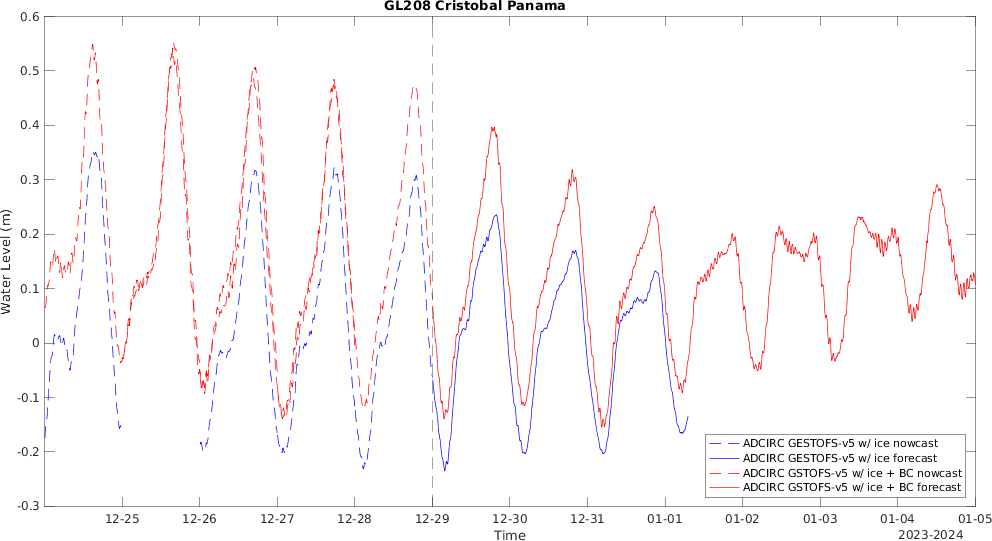 GL208 Cristobal Panama
0.6
0.5
0.4
0.3
0.2
0.1
0
-0.1
-0.2
-0.3
Water Level (m)
12-25 12-26 12-27 12-28 12-29 12-30 12-31 01-01 01-02 01-03 01-04 01-05
Time
2023-2024
ADCIRC GESTOFS-v5 w/ ice nowcast
ADCIRC GESTOFS-v5 w/ ice forecast
ADCIRC GSTOFS-v5 w/ ice + BC nowcast
ADCIRC GSTOFS-v5 w/ ice + BC forecast